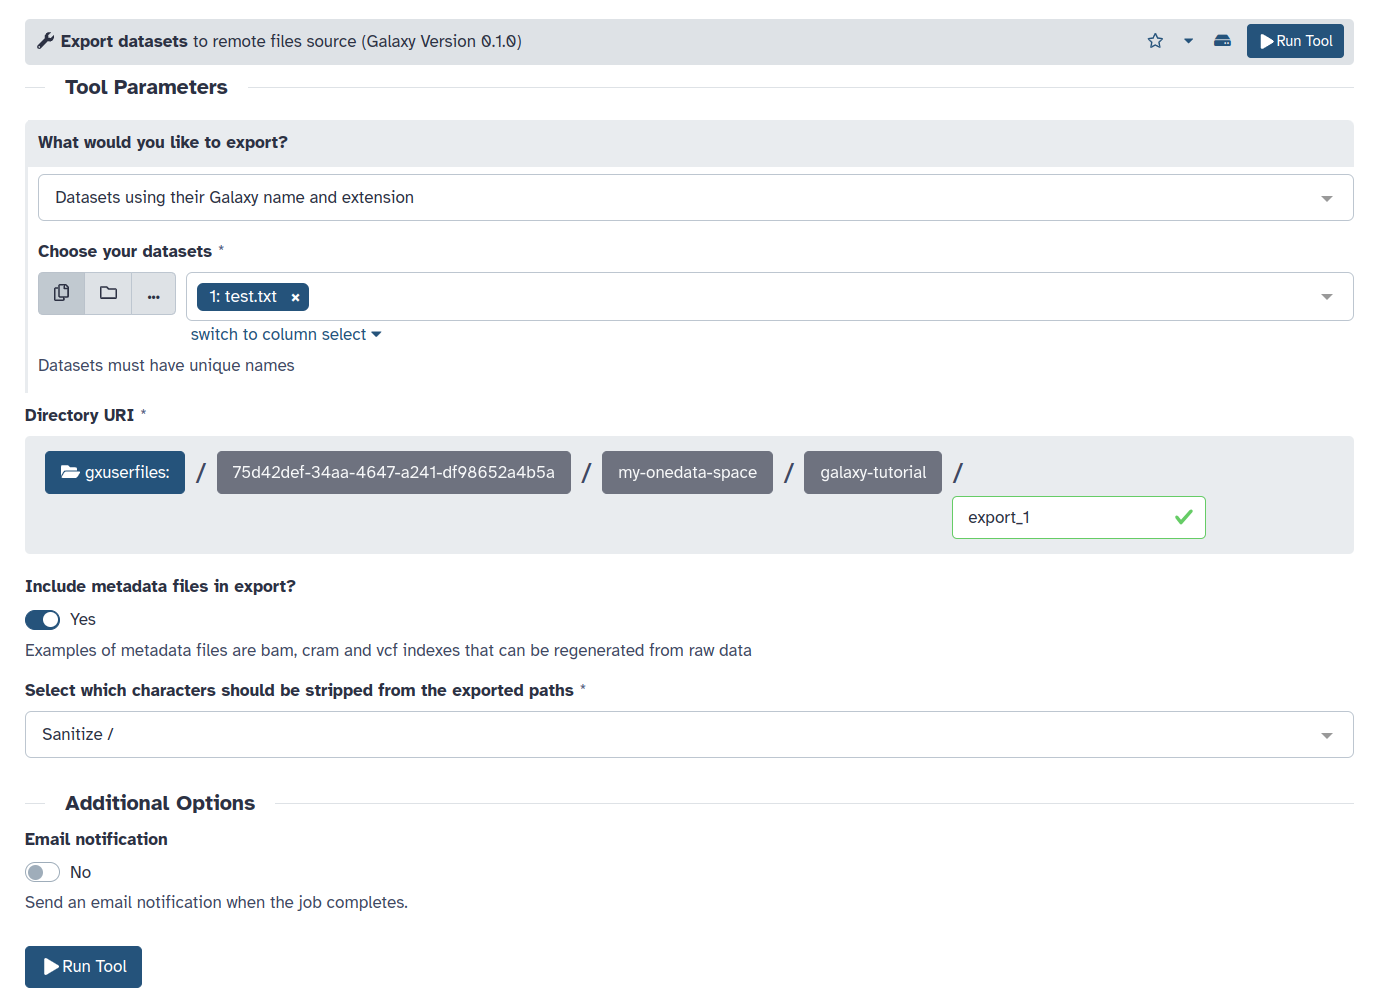 Export datasets to remote files source (Galaxy Version 0.1.0)
Run Tool
Tool Parameters
What would you like to export?
Datasets using their Galaxy name and extension
Choose your datasets *
...
1: test.txt ×
switch to column select
Datasets must have unique names
Directory URI *
gxuserfiles: / 75d42def-34aa-4647-a241-df98652a4b5a / my-onedata-space / galaxy-tutorial /
export_1
Include metadata files in export?
Yes
Examples of metadata files are bam, cram and vcf indexes that can be regenerated from raw data
Select which characters should be stripped from the exported paths *
Sanitize /
Additional Options
Email notification
No
Send an email notification when the job completes.
Run Tool